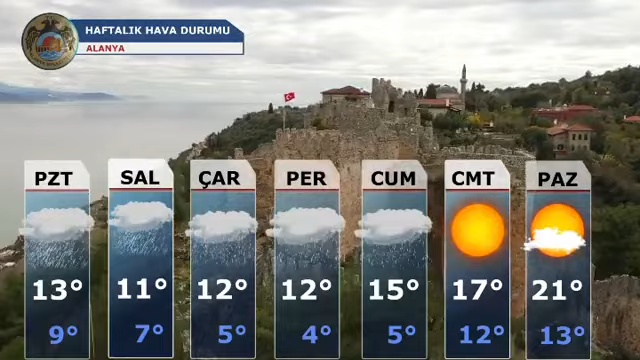 HAFTALIK HAVA DURUMU
ALANYA
PZT SAL ÇAR PER CUM CMT PAZ
13° 11° 12° 12° 15° 17° 21°
9° 7° 5° 4° 5° 12° 13°